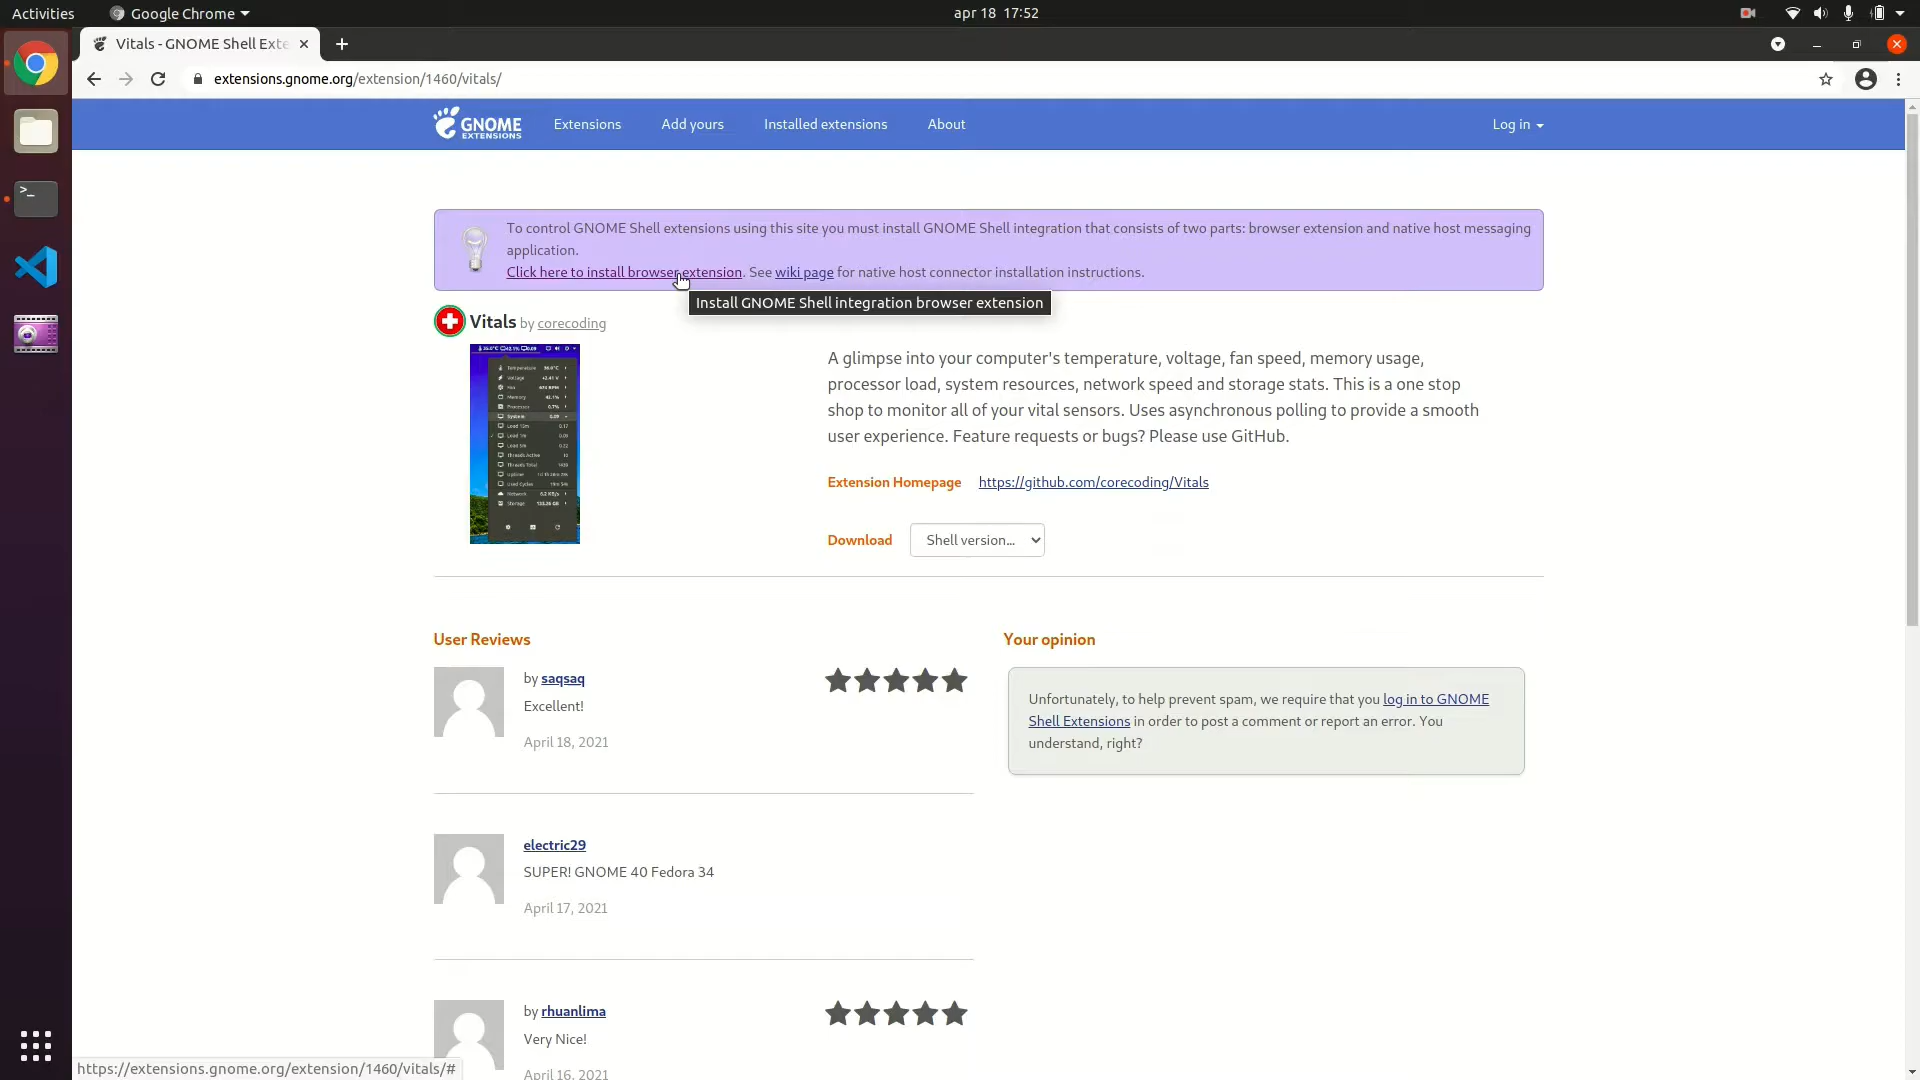 Activities
Google Chrome
apr 18 17:52
Vitals - GNOME Shell Exte
extensions.gnome.org/extension/1460/vitals/
GNOME
EXTENSIONS
Extensions
Add yours
Installed extensions
About
Log in
To control GNOME Shell extensions using this site you must install GNOME Shell integration that consists of two parts: browser extension and native host messaging
application.
Click here to install browser extension. See wiki page for native host connector installation instructions.
Install GNOME Shell integration browser extension
Vitals by corecoding
Temperature
Voltage
Fan
Memory
Processor
System
Network
Storage
A glimpse into your computer's temperature, voltage, fan speed, memory usage,
processor load, system resources, network speed and storage stats. This is a one stop
shop to monitor all of your vital sensors. Uses asynchronous polling to provide a smooth
user experience. Feature requests or bugs? Please use GitHub.
Extension Homepage https://github.com/corecoding/Vitals
Download Shell version...
User Reviews
by saqsaq
Excellent!
April 18, 2021
electric29
SUPER! GNOME 40 Fedora 34
April 17, 2021
by rhuanlima
Very Nice!
April 16, 2021
Your opinion
Unfortunately, to help prevent spam, we require that you log in to GNOME
Shell Extensions in order to post a comment or report an error. You
understand, right?
https://extensions.gnome.org/extension/1460/vitals/#